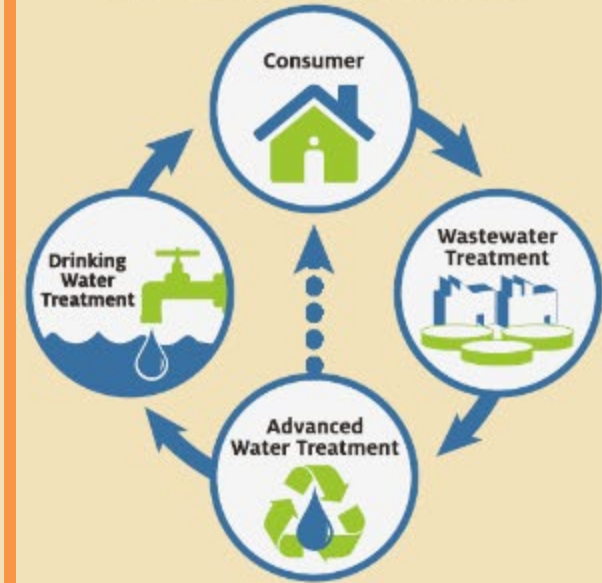 Consumer
Wastewater
Treatment
Drinking
Water
Treatment
Advanced
Water Treatment